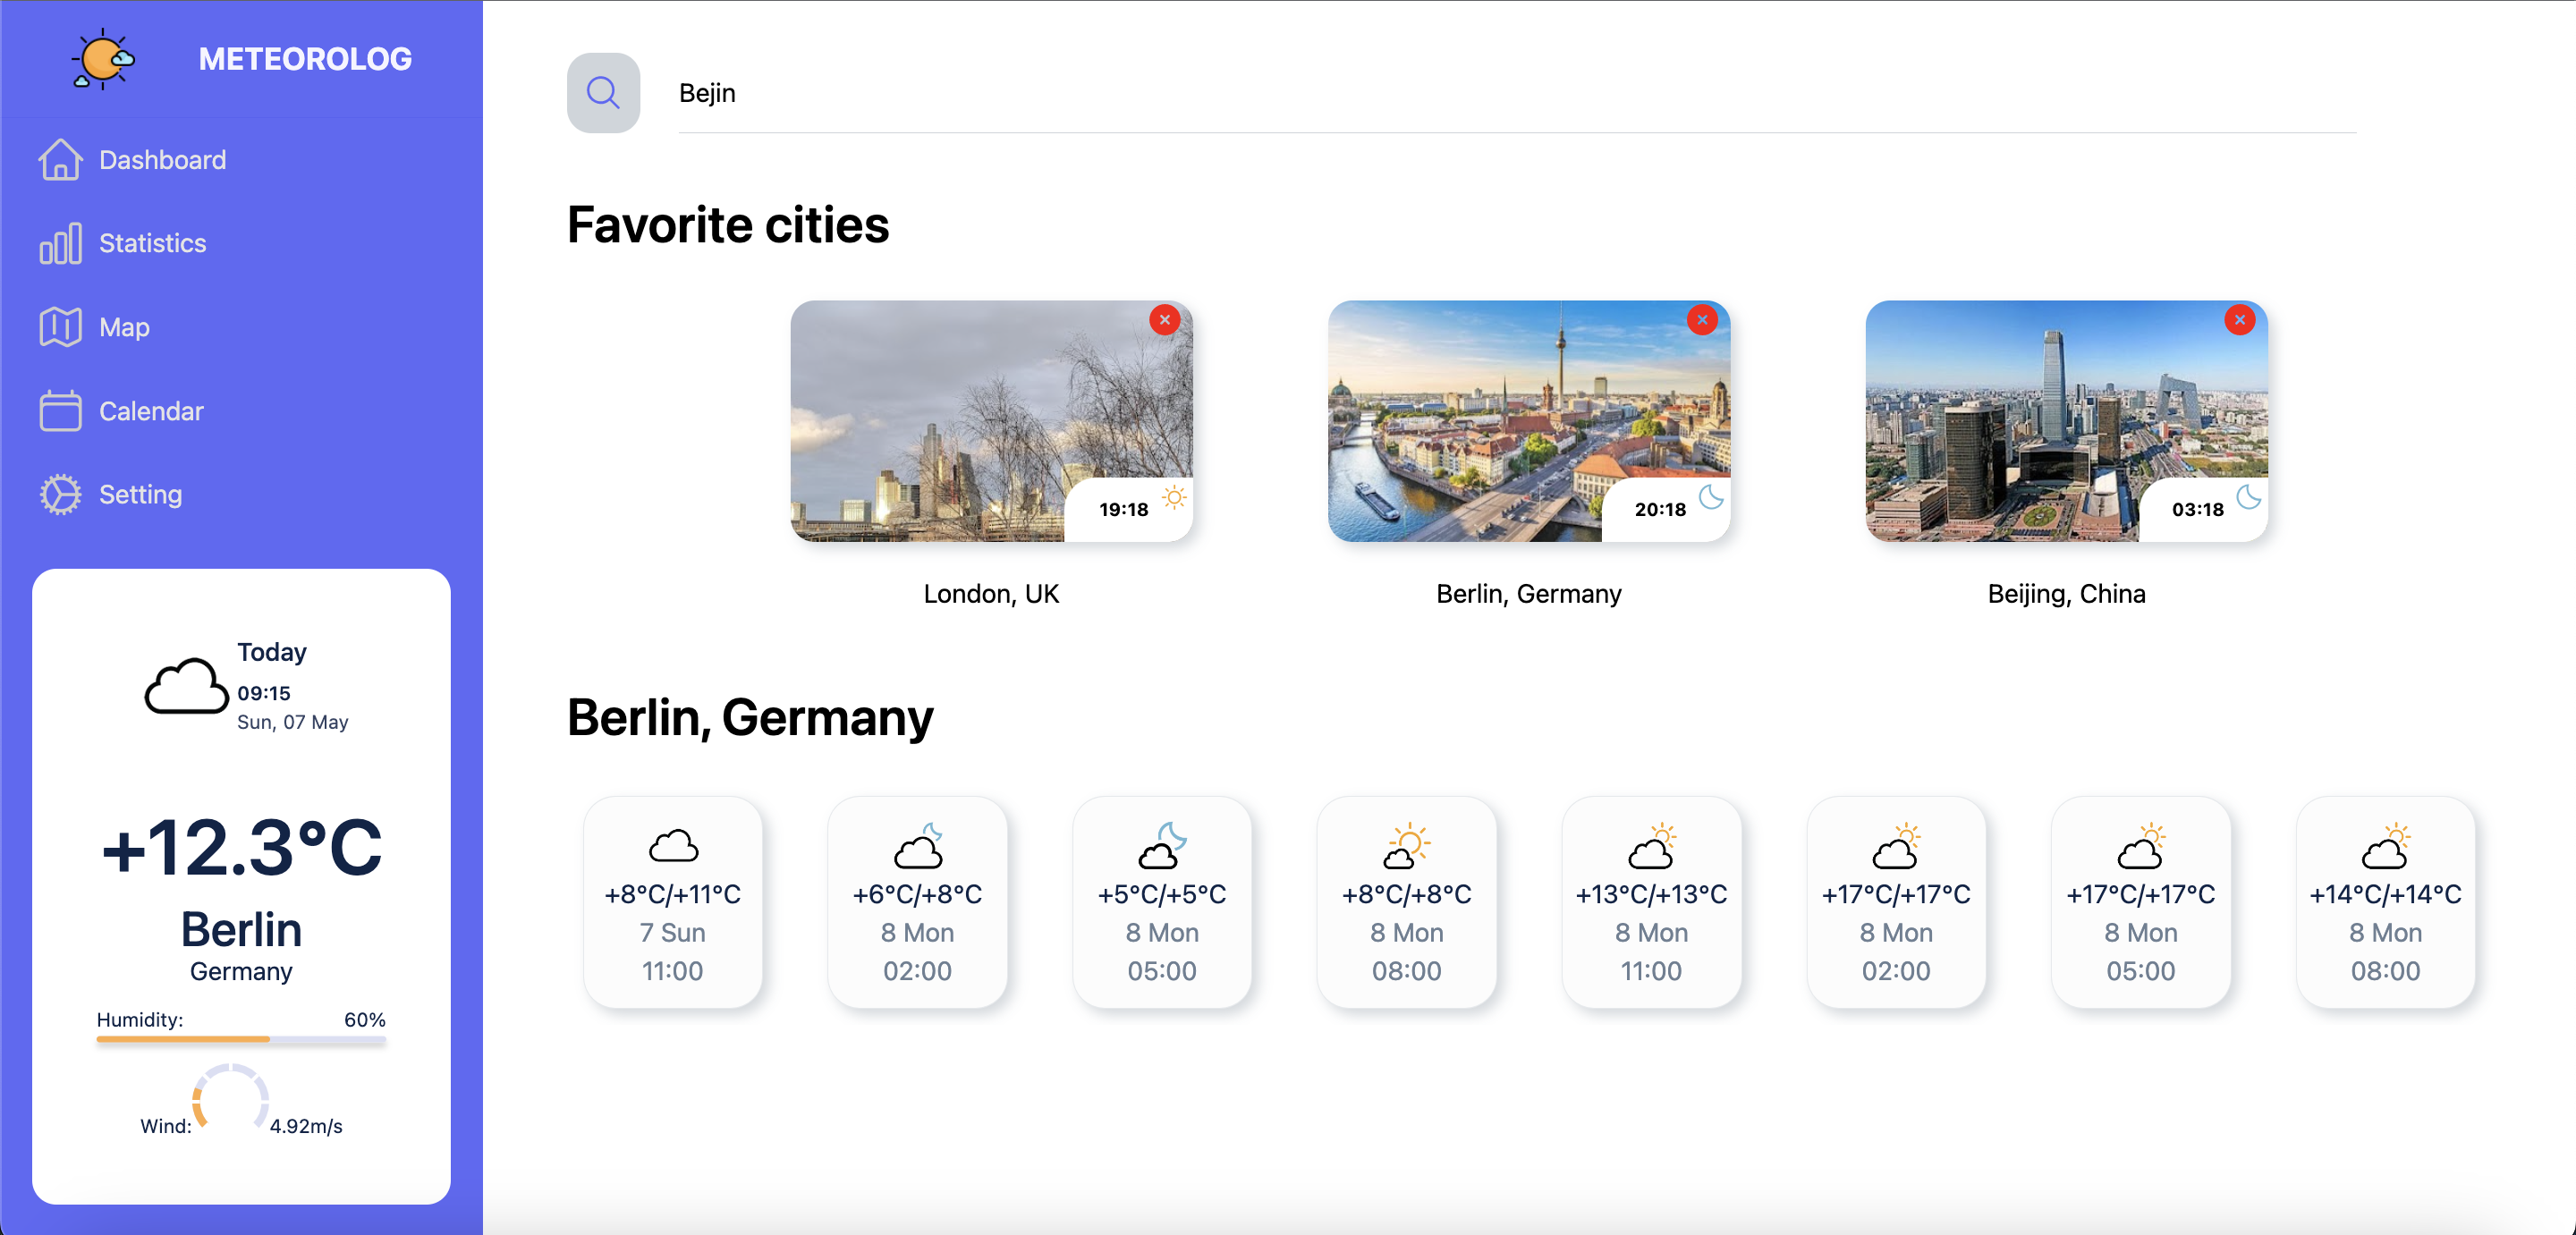 METEOROLOG
Dashboard
Statistics
Map
Calendar
Setting
Today
09:15
Sun, 07 May
+12.3°C
Berlin
Germany
Humidity: 60%
Wind: 4.92m/s
Bejin
Favorite cities
19:18 20:18 03:18
London, UK Berlin, Germany Beijing, China
Berlin, Germany
+8°C/+11°C +6°C/+8°C +5°C/+5°C +8°C/+8°C +13°C/+13°C +17°C/+17°C +17°C/+17°C +14°C/+14°C
7 Sun 8 Mon 8 Mon 8 Mon 8 Mon 8 Mon 8 Mon 8 Mon
11:00 02:00 05:00 08:00 11:00 02:00 05:00 08:00